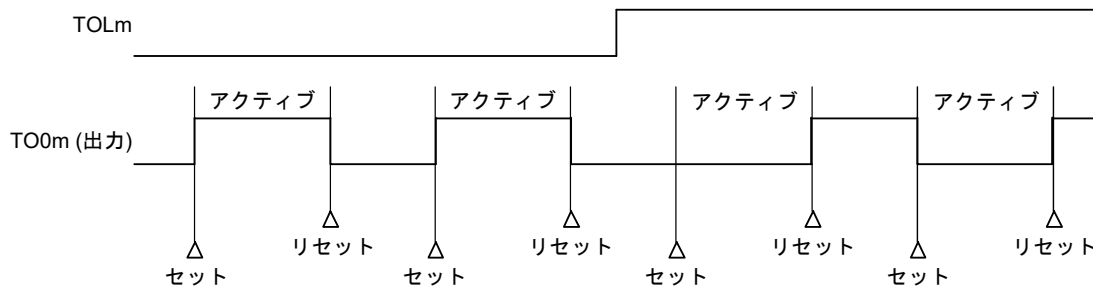 TOLm
アクティブ アクティブ アクティブ アクティブ
TO0m (出力)
リセット リセット リセット リセット
セット セット セット セット